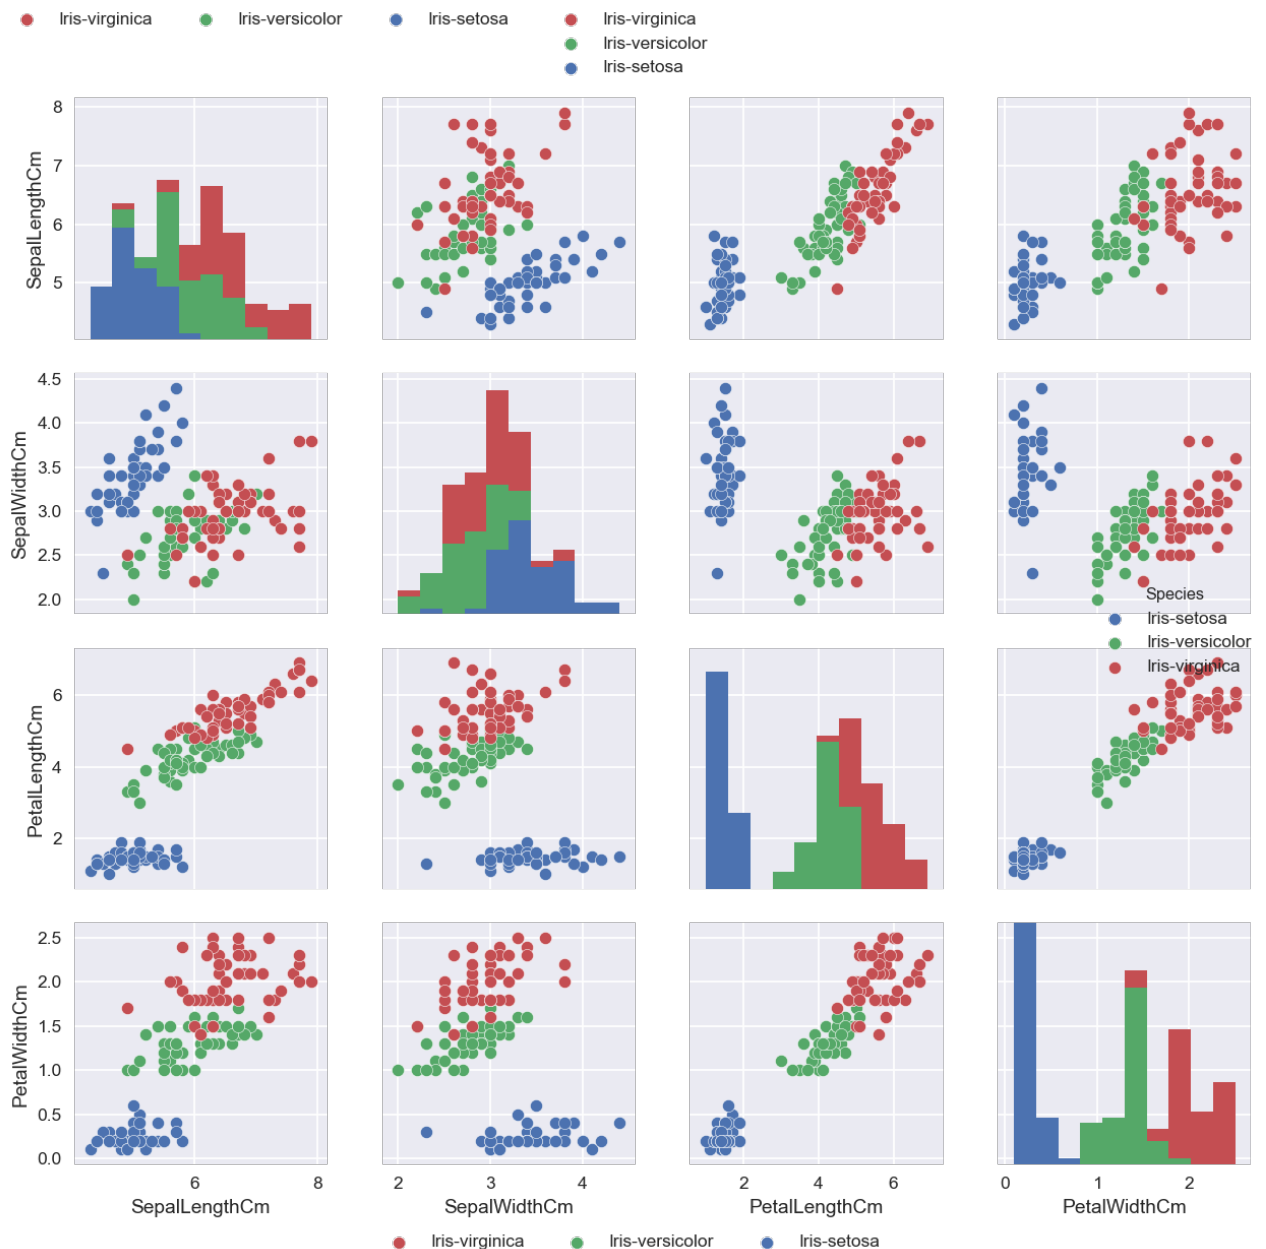 Iris-virginica Iris-versicolor Iris-setosa Iris-virginica
Iris-versicolor
Iris-setosa
SepalLengthCm
8
7
6
5
SepalWidthCm
4.5
4.0
3.5
3.0
2.5
2.0
Species
Iris-setosa
Iris-versicolor
Iris-virginica
PetalLengthCm
6
4
2
PetalWidthCm
2.5
2.0
1.5
1.0
0.5
0.0
6 8 2 3 4 2 4 6 0 1 2
SepalLengthCm SepalWidthCm PetalLengthCm PetalWidthCm
Iris-virginica Iris-versicolor Iris-setosa